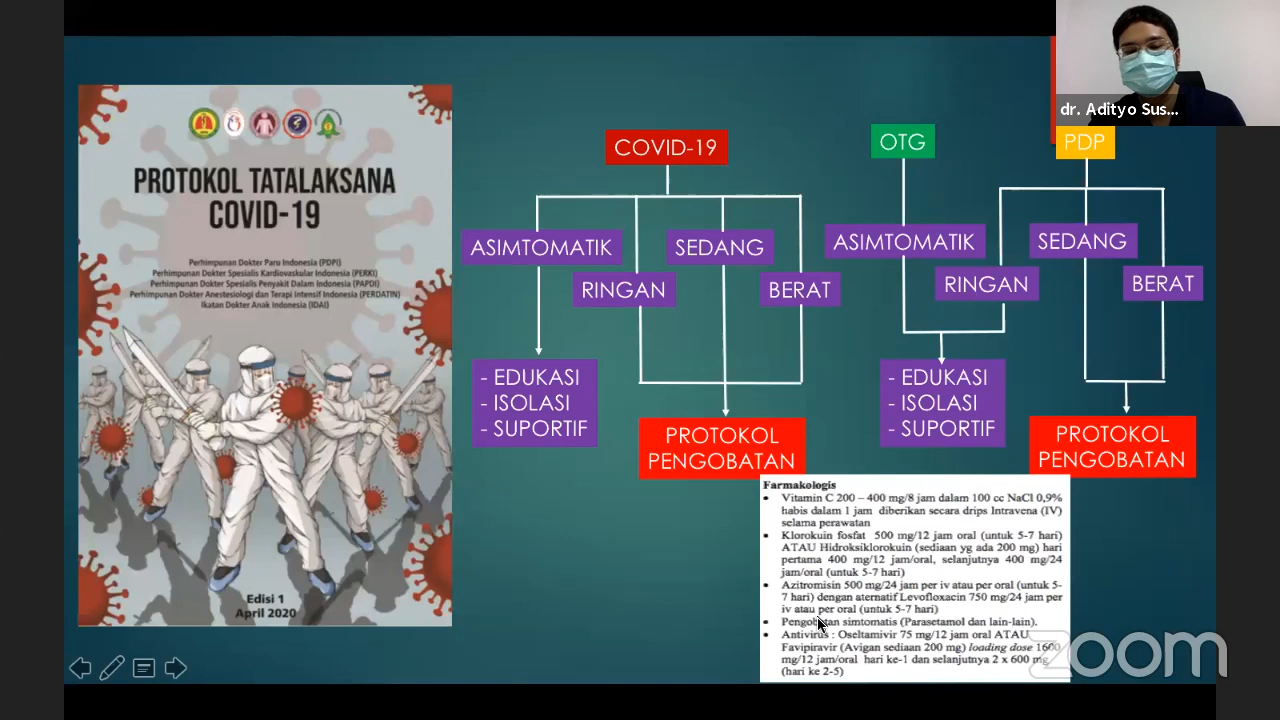 dr. Adityo Sus...
PROTOKOL TATALAKSANA
COVID-19
Perhimpunan Dokter Paru Indonesia (PDPI)
Perhimpunan Dokter Spesialis Kardiovaskular Indonesia (PERKI)
Perhimpunan Dokter Spesialis Penyakit Dalam Indonesia (PAPDI)
Perhimpunan Dokter Anestesiologi dan Terapi Intensif Indonesia (PERDATIN)
Ikatan Dokter Anak Indonesia (IDAI)
Edisi 1
April 2020
COVID-19
ASIMTOMATIK
RINGAN
SEDANG
BERAT
- EDUKASI
- ISOLASI
- SUPORTIF
PROTOKOL
PENGOBATAN
OTG
PDP
ASIMTOMATIK
RINGAN
SEDANG
BERAT
- EDUKASI
- ISOLASI
- SUPORTIF
PROTOKOL
PENGOBATAN
Farmakologis
• Vitamin C 200 – 400 mg/8 jam dalam 100 cc NaCl 0,9%
habis dalam 1 jam diberikan secara drips Intravena (IV)
selama perawatan
• Klorokuin fosfat 500 mg/12 jam oral (untuk 5-7 hari)
ATAU Hidroksiklorokuin (sediaan yg ada 200 mg) hari
pertama 400 mg/12 jam/oral, selanjutnya 400 mg/24
jam/oral (untuk 5-7 hari)
• Azitromisin 500 mg/24 jam per iv atau per oral (untuk 5-
7 hari) dengan aternatif Levofloxacin 750 mg/24 jam per
iv atau per oral (untuk 5-7 hari)
• Pengobatan simtomatis (Parasetamol dan lain-lain).
• Antivirus : Oseltamivir 75 mg/12 jam oral ATAU
Favipiravir (Avigan sediaan 200 mg) loading dose 1600
mg/12 jam/oral hari ke-1 dan selanjutnya 2 x 600 mg
(hari ke 2-5)
zoom